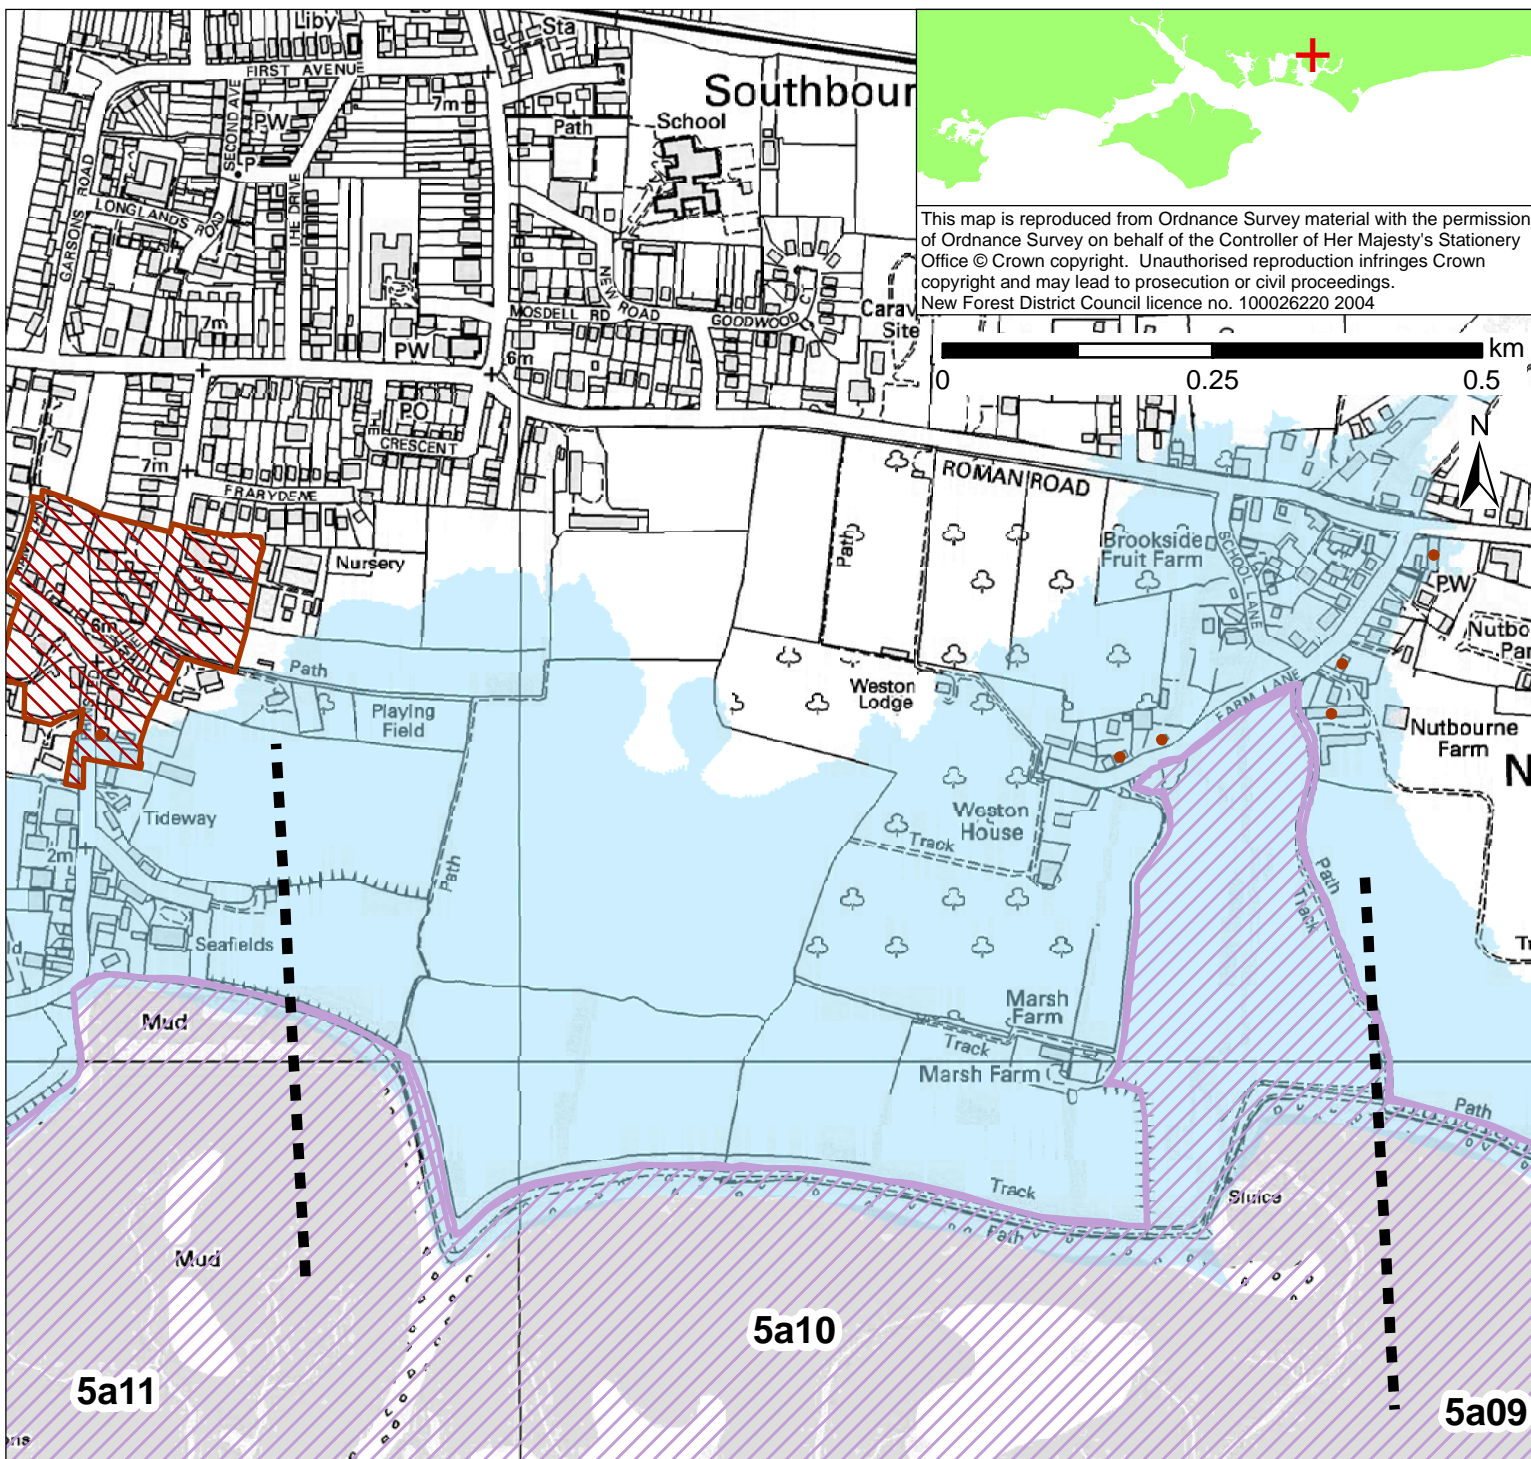 Liby
Sta
FIRST AVENUE
7m
Southbour
SECOND AVE
PW
Path
School
P
GARSONS ROAD
LONGLANDS ROAD
THE DRIVE
NEW ROAD
MOSDELL RD
GOODWOOD CT
Carav
Site
7m
PW
6m
This map is reproduced from Ordnance Survey material with the permission
of Ordnance Survey on behalf of the Controller of Her Majesty's Stationery
Office © Crown copyright. Unauthorised reproduction infringes Crown
copyright and may lead to prosecution or civil proceedings.
New Forest District Council licence no. 100026220 2004
km
0 0.25 0.5
N
PO
CRESCENT
7m
FRARYDENE
ROMAN ROAD
Nursery
Path
Brookside
Fruit Farm
SCHOOL LANE
PW
Nutbo
Par
6m
Path
Playing
Field
Weston
Lodge
FARM LANE
Nutbourne
Farm
N
Tideway
2m
Path
Weston
House
Track
Path
Track
ld
Seafields
Tr
Mud
Marsh
Farm
Track
Marsh Farm
Path
Track
Path
Sluice
Mud
5a10
5a11
5a09
ons